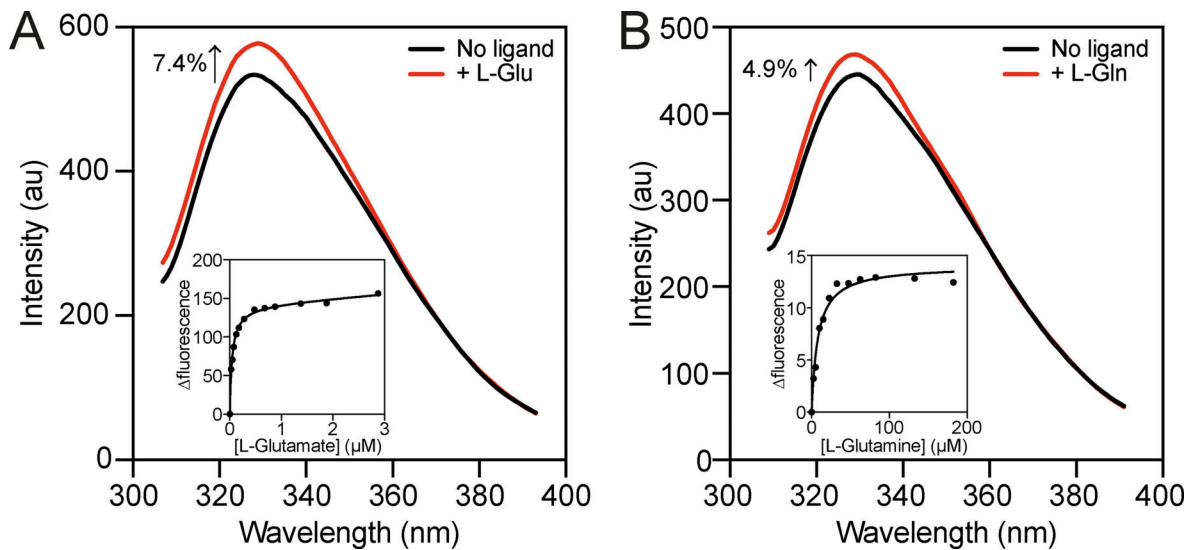 A
600
400
200
0
Intensity (au)
7.4% ↑
No ligand
+ L-Glu
200
150
100
50
0
Δfluorescence
0 1 2 3
[L-Glutamate] (µM)
300 320 340 360 380 400
Wavelength (nm)
B
500
400
300
200
100
0
Intensity (au)
4.9% ↑
No ligand
+ L-Gln
15
10
5
0
Δfluorescence
0 100 200
[L-Glutamine] (µM)
300 320 340 360 380 400
Wavelength (nm)